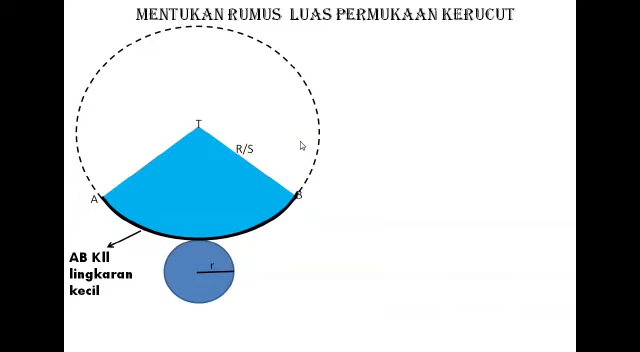 MENTUKAN RUMUS LUAS PERMUKAAN KERUCUT
T
R/S
A
B
AB Kll
lingkaran
kecil
r